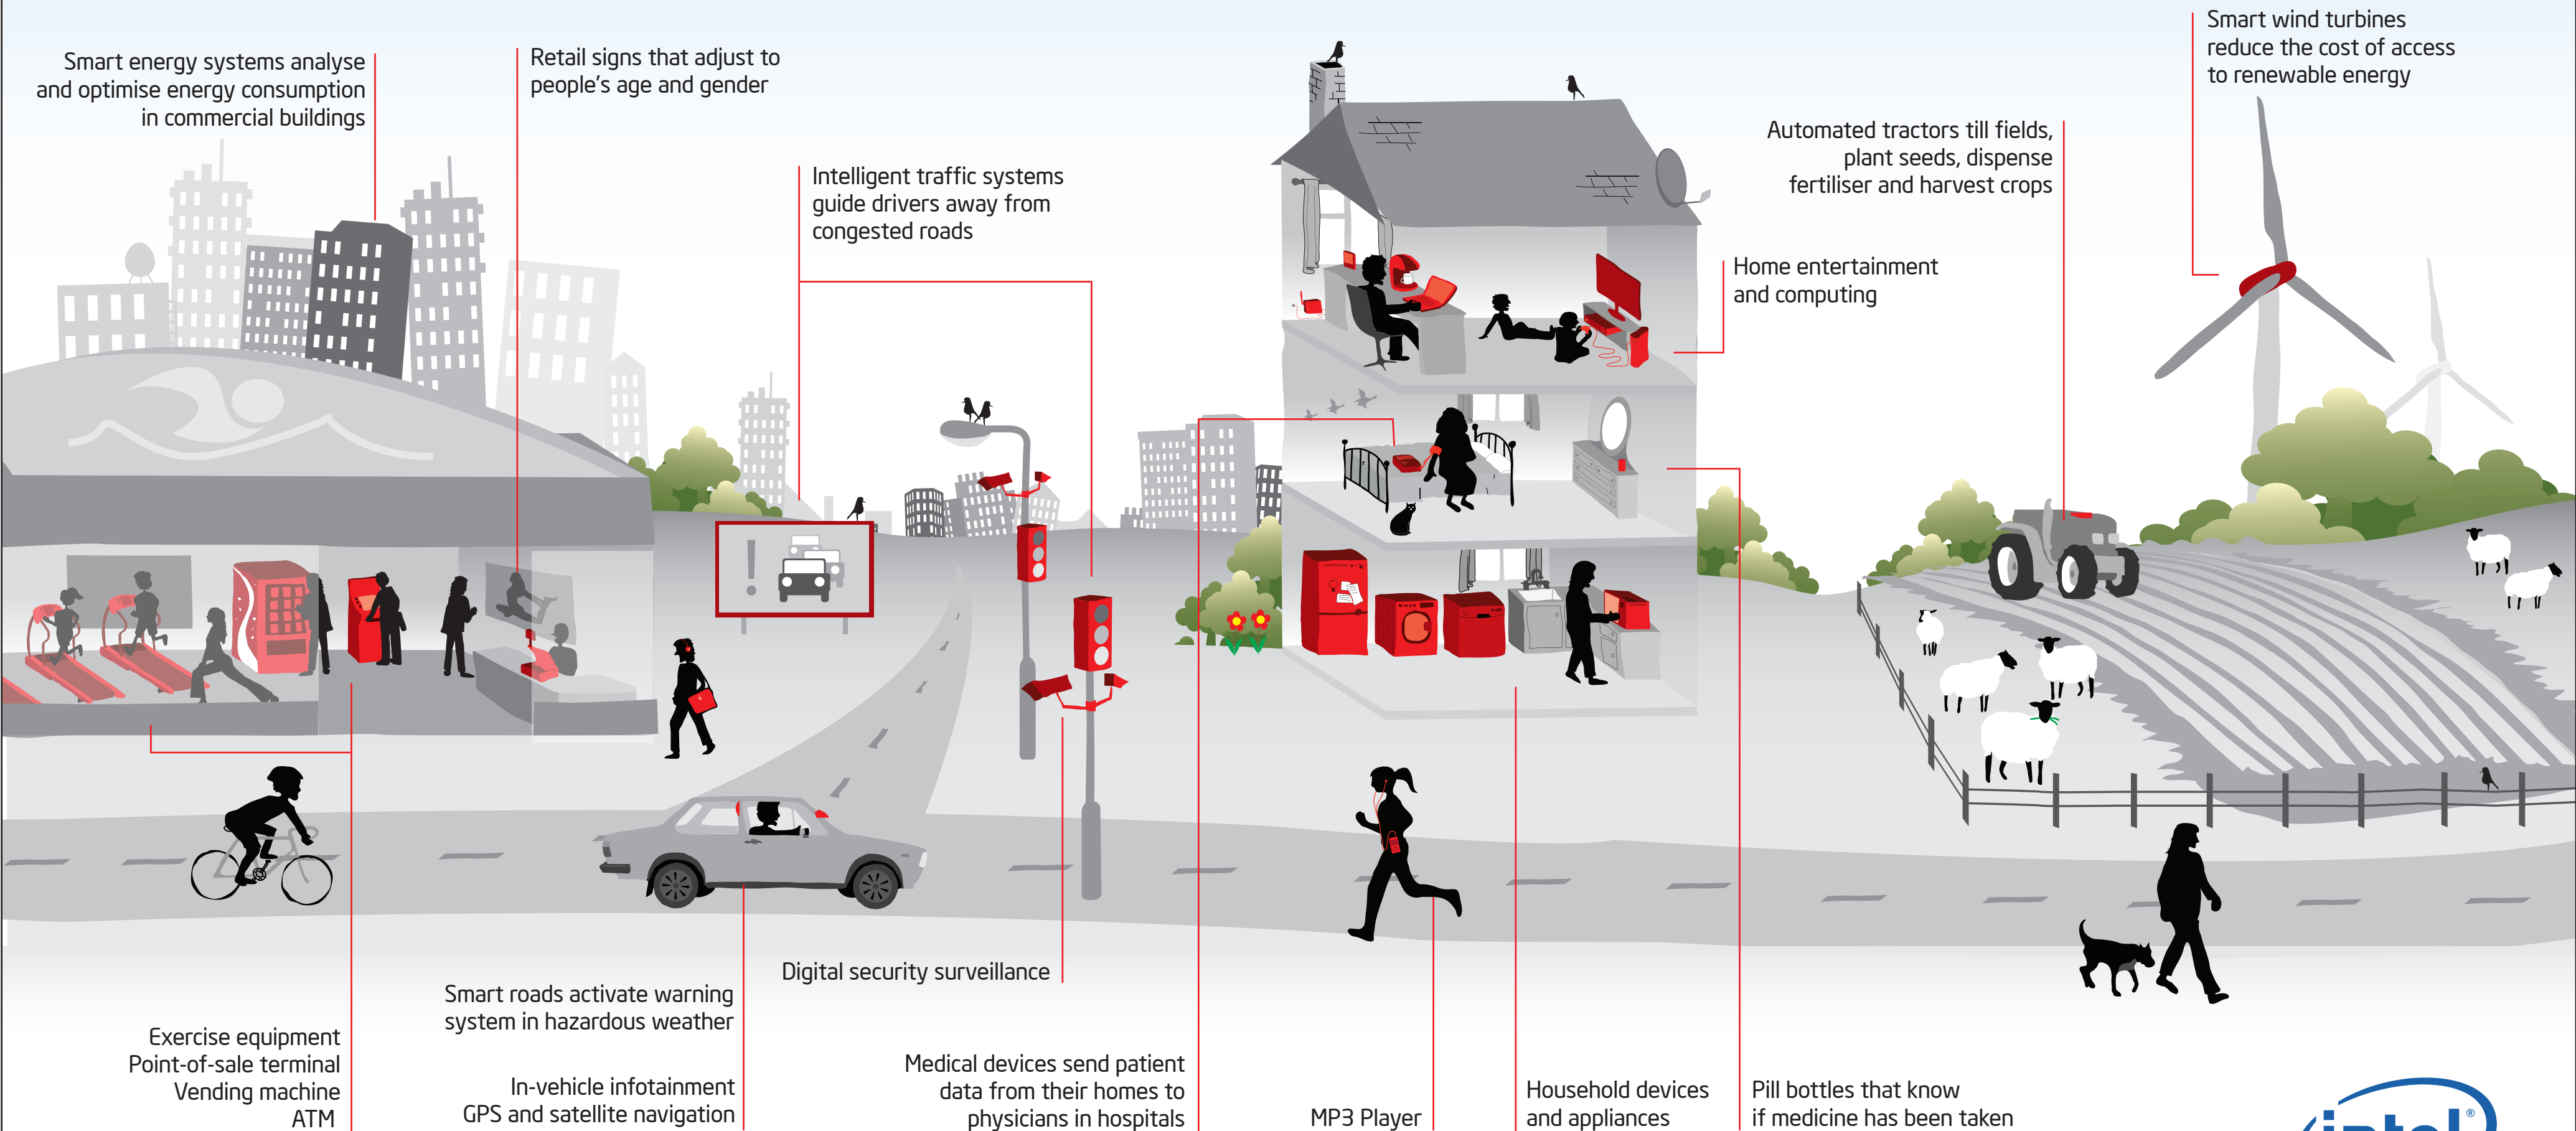 Smart energy systems analyse
and optimise energy consumption
in commercial buildings
Retail signs that adjust to
people's age and gender
Intelligent traffic systems
guide drivers away from
congested roads
Smart wind turbines
reduce the cost of access
to renewable energy
Automated tractors till fields,
plant seeds, dispense
fertiliser and harvest crops
Home entertainment
and computing
!
Digital security surveillance
Smart roads activate warning
system in hazardous weather
Exercise equipment
Point-of-sale terminal
Vending machine
ATM
In-vehicle infotainment
GPS and satellite navigation
Medical devices send patient
data from their homes to
physicians in hospitals
MP3 Player
Household devices
and appliances
Pill bottles that know
if medicine has been taken
intel®